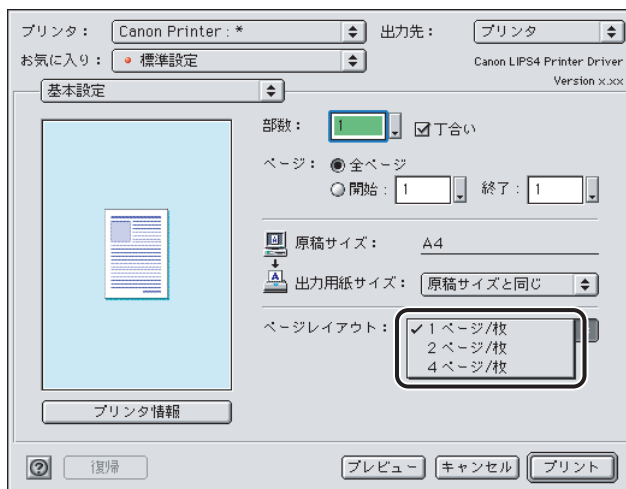 プリンタ： Canon Printer : * 出力先： プリンタ
お気に入り： 標準設定 Canon LIPS4 Printer Driver
Version x.xx
基本設定
部数： 1 丁合い
ページ： 全ページ
開始： 1 終了： 1
原稿サイズ： A4
出力用紙サイズ： 原稿サイズと同じ
ページレイアウト： ✓1 ページ/枚
2 ページ/枚
4 ページ/枚
プリンタ情報
? 復帰 プレビュー キャンセル プリント